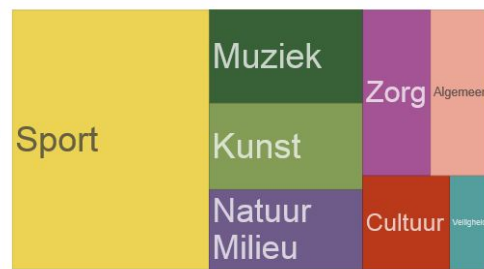 Sport
Muziek
Kunst
Natuur
Milieu
Zorg
Algemeen
Cultuur
Veiligheid